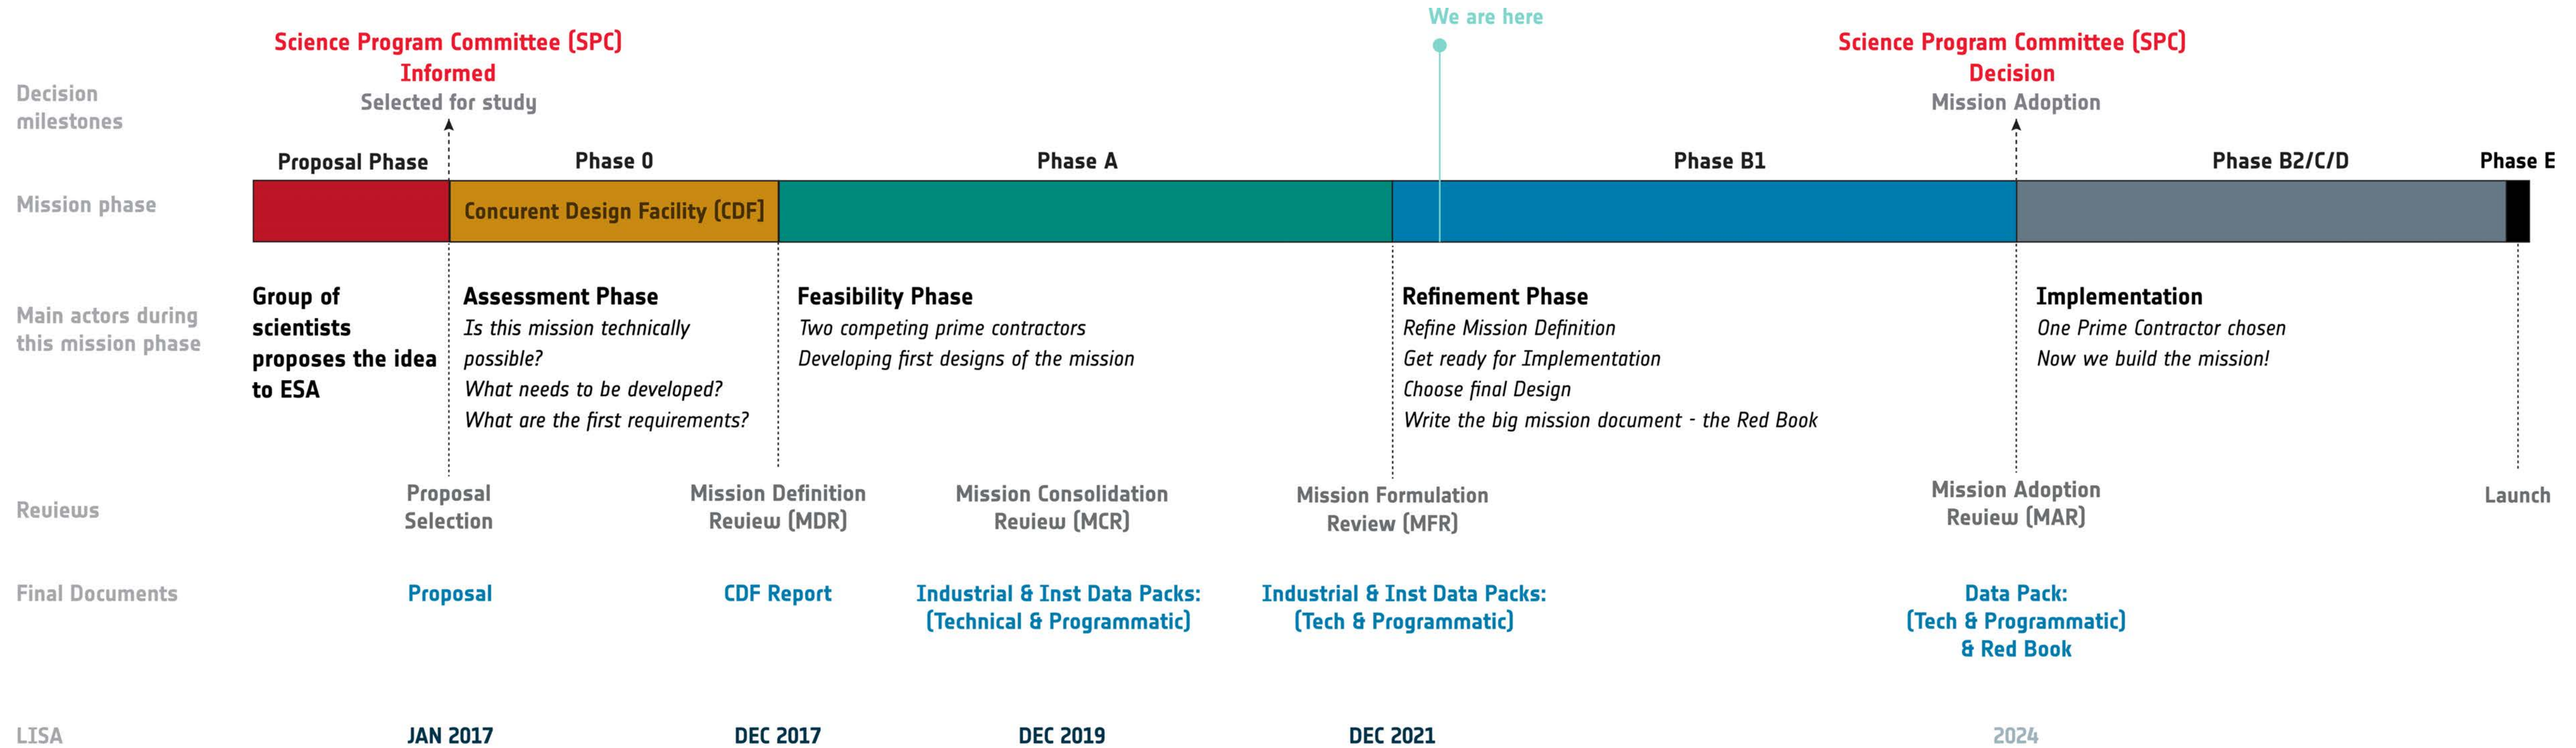 We are here
Science Program Committee (SPC)
Informed
Selected for study
Science Program Committee (SPC)
Decision
Mission Adoption
Decision
milestones
Proposal Phase
Phase 0
Phase A
Phase B1
Phase B2/C/D
Phase E
Mission phase
Concurent Design Facility (CDF]
Main actors during
this mission phase
Group of
scientists
proposes the idea
to ESA
Assessment Phase
Is this mission technically
possible?
What needs to be developed?
What are the first requirements?
Feasibility Phase
Two competing prime contractors
Developing first designs of the mission
Refinement Phase
Refine Mission Definition
Get ready for Implementation
Choose final Design
Write the big mission document - the Red Book
Implementation
One Prime Contractor chosen
Now we build the mission!
Reviews
Proposal
Selection
Mission Definition
Review (MDR)
Mission Consolidation
Review (MCR)
Mission Formulation
Review (MFR)
Mission Adoption
Review (MAR)
Launch
Final Documents
Proposal
CDF Report
Industrial & Inst Data Packs:
(Technical & Programmatic)
Industrial & Inst Data Packs:
(Tech & Programmatic)
Data Pack:
(Tech & Programmatic)
& Red Book
LISA
JAN 2017
DEC 2017
DEC 2019
DEC 2021
2024